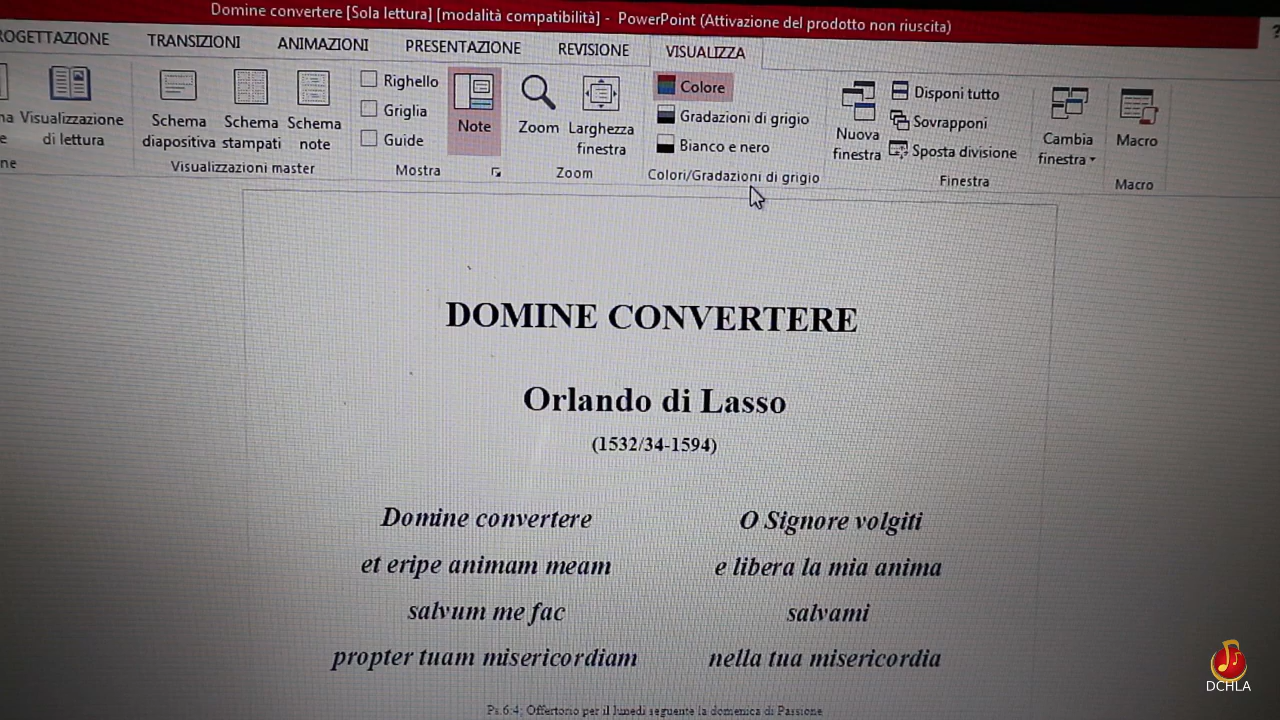 Domine convertere [Sola lettura] [modalità compatibilità] - PowerPoint (Attivazione del prodotto non riuscita)
?
ROGETTAZIONE TRANSIZIONI ANIMAZIONI PRESENTAZIONE REVISIONE VISUALIZZA
Visualizzazione
di lettura
Schema
diapositiva
Schema
stampati
Schema
note
Visualizzazioni master
Righello
Griglia
Guide
Note
Mostra
Zoom
Larghezza
finestra
Zoom
Colore
Gradazioni di grigio
Bianco e nero
Colori/Gradazioni di grigio
Nuova
finestra
Disponi tutto
Sovrapponi
Sposta divisione
Cambia
finestra
Finestra
Macro
Macro
DOMINE CONVERTERE
Orlando di Lasso
(1532/34-1594)
Domine convertere
et eripe animam meam
salvum me fac
propter tuam misericordiam
O Signore volgiti
e libera la mia anima
salvami
nella tua misericordia
Ps.6:4; Offertorio per il lunedì seguente la domenica di Passione
DCHLA